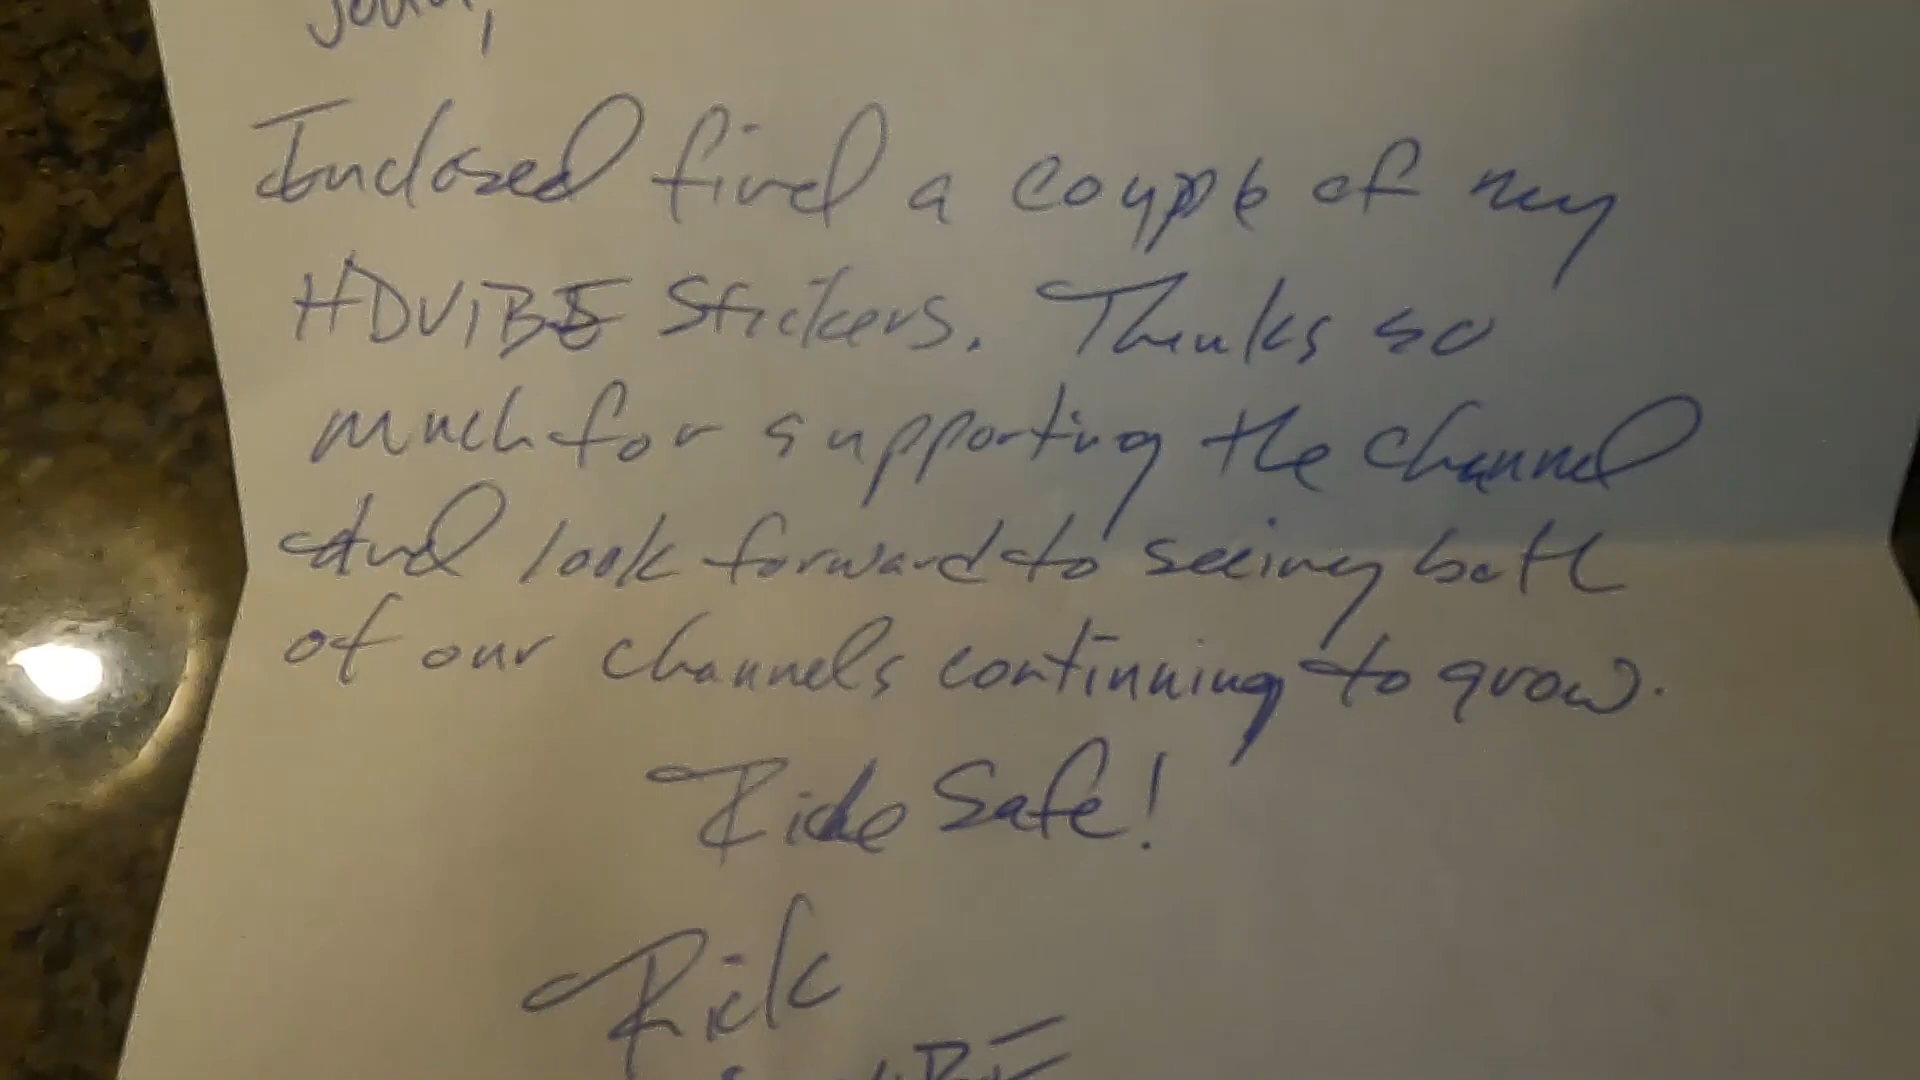 Enclosed find a couple of my
HDVIBE Stickers. Thanks so
much for supporting the channel
And look forward to seeing both
of our channels continuing to grow.
Ride Safe!
Rick